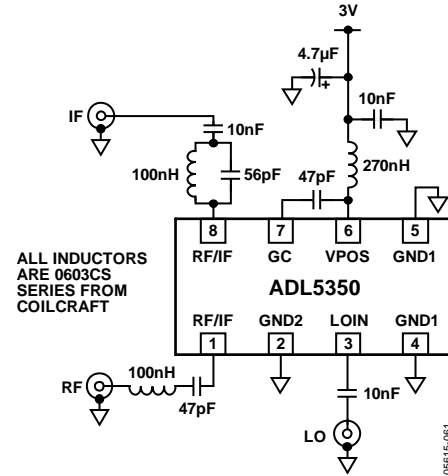 3V
4.7µF
IF
10nF
10nF
100nH
56pF
47pF
270nH
8
7
6
5
RF/IF
GC
VPOS
GND1
ALL INDUCTORS
ARE 0603CS
SERIES FROM
COILCRAFT
ADL5350
RF/IF
GND2
LOIN
GND1
1
2
3
4
RF
100nH
47pF
10nF
LO
05615-061